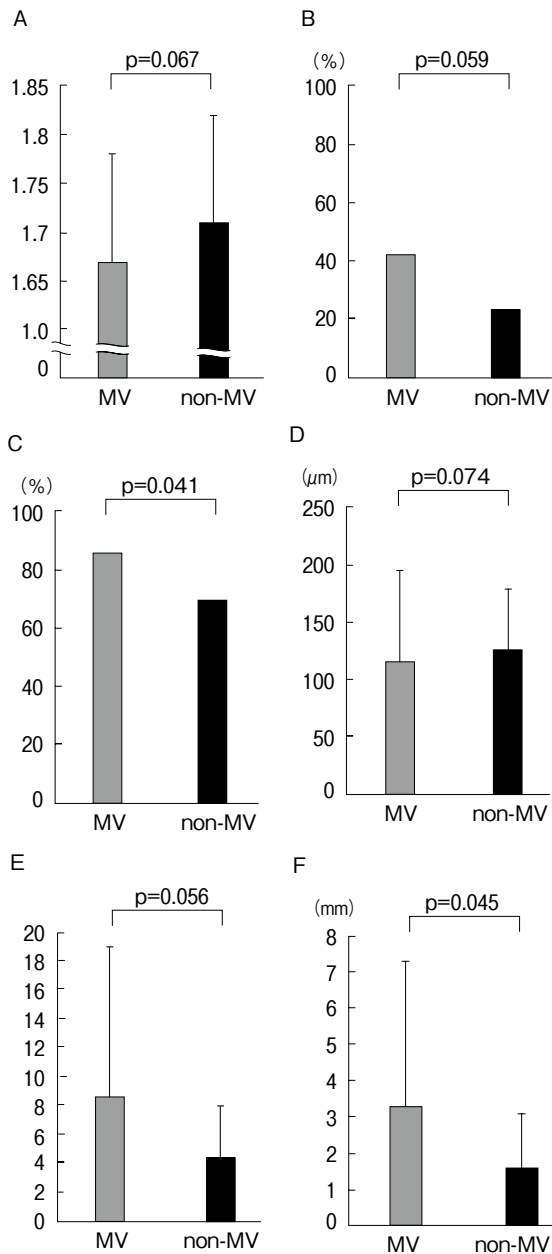 A
p=0.067
1.85
1.8
1.75
1.7
1.65
1.0
0
MV non-MV
B
(%)
p=0.059
100
80
60
40
20
0
MV non-MV
C
(%)
p=0.041
100
80
60
40
20
0
MV non-MV
D
(μm)
p=0.074
250
200
150
100
50
0
MV non-MV
E
p=0.056
20
18
16
14
12
10
8
6
4
2
0
MV non-MV
F
(mm)
p=0.045
8
7
6
5
4
3
2
1
0
MV non-MV